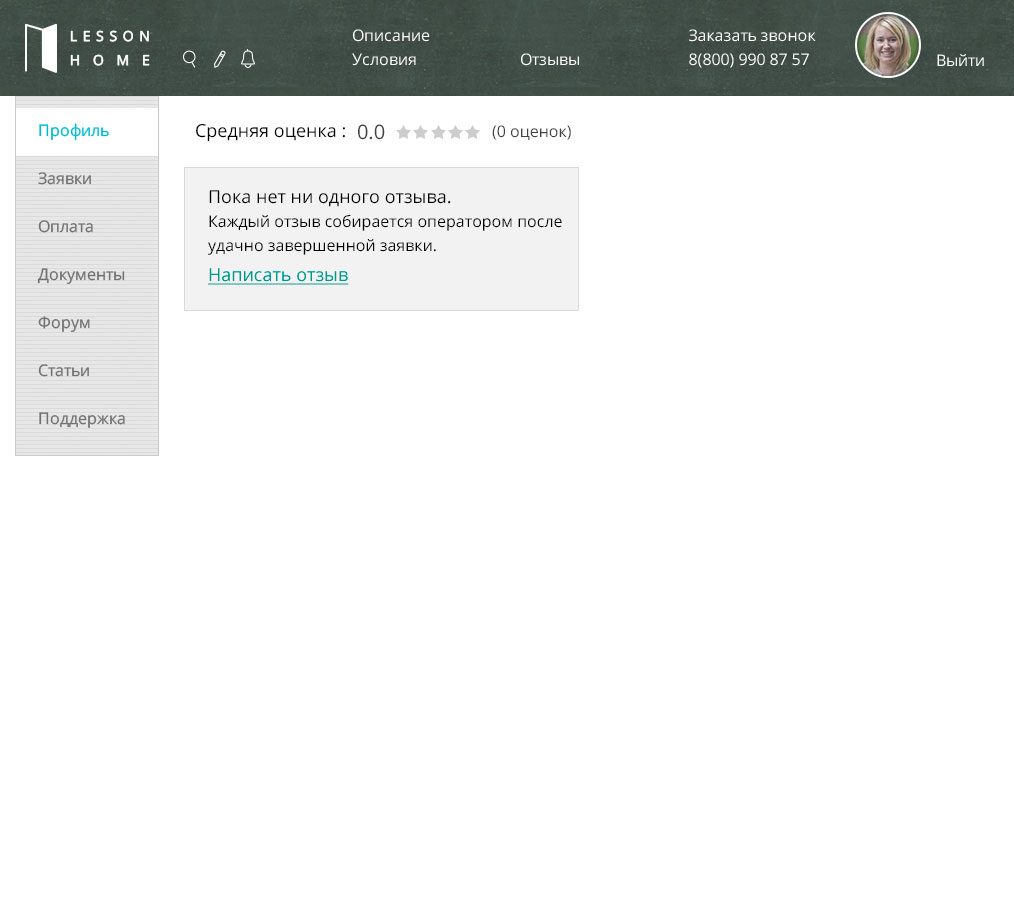 LESSON
HOME
Описание
Условия
Отзывы
Заказать звонок
8(800) 990 87 57
Выйти
Профиль
Заявки
Оплата
Документы
Форум
Статьи
Поддержка
Средняя оценка : 0.0 (0 оценок)
Пока нет ни одного отзыва.
Каждый отзыв собирается оператором после
удачно завершенной заявки.
Написать отзыв